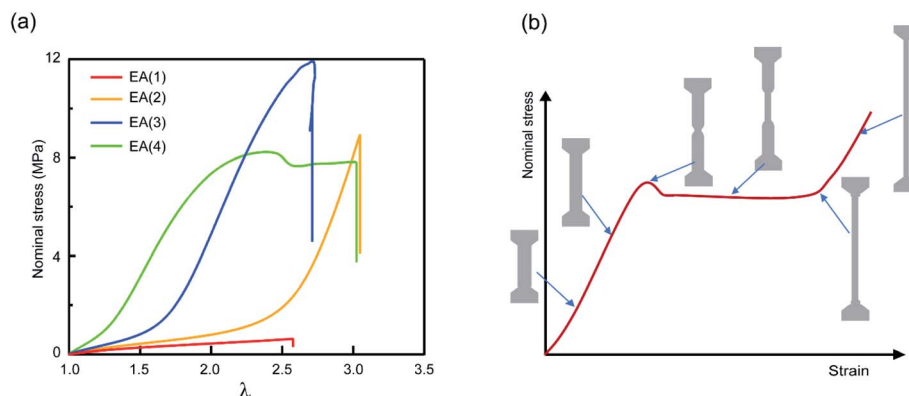 (a)
(b)
12
8
4
0
EA(1)
EA(2)
EA(3)
EA(4)
Nominal stress (MPa)
1.0 1.5 2.0 2.5 3.0 3.5
λ
Nominal stress
Strain